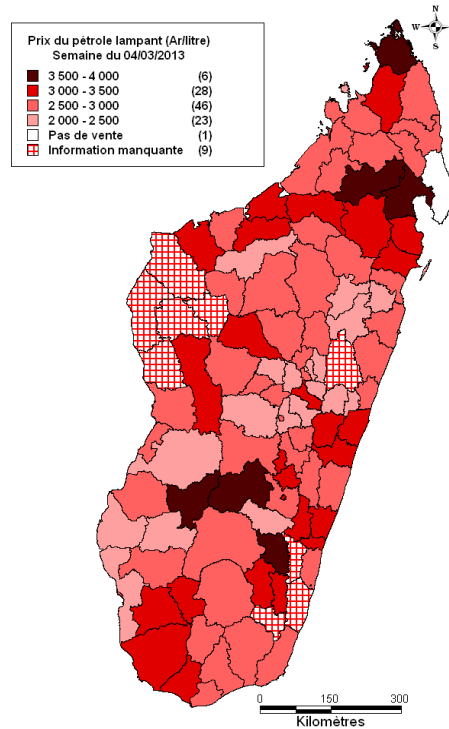 N
W E
S
Prix du pétrole lampant (Ar/litre)
Semaine du 04/03/2013
3 500 - 4 000 (6)
3 000 - 3 500 (28)
2 500 - 3 000 (46)
2 000 - 2 500 (23)
Pas de vente (1)
Information manquante (9)
0 150 300
Kilomètres